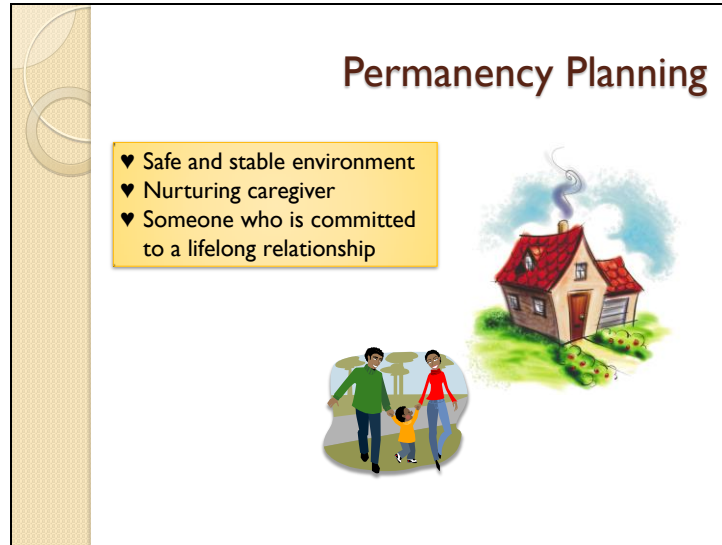 Permanency Planning
♥ Safe and stable environment
♥ Nurturing caregiver
♥ Someone who is committed
to a lifelong relationship